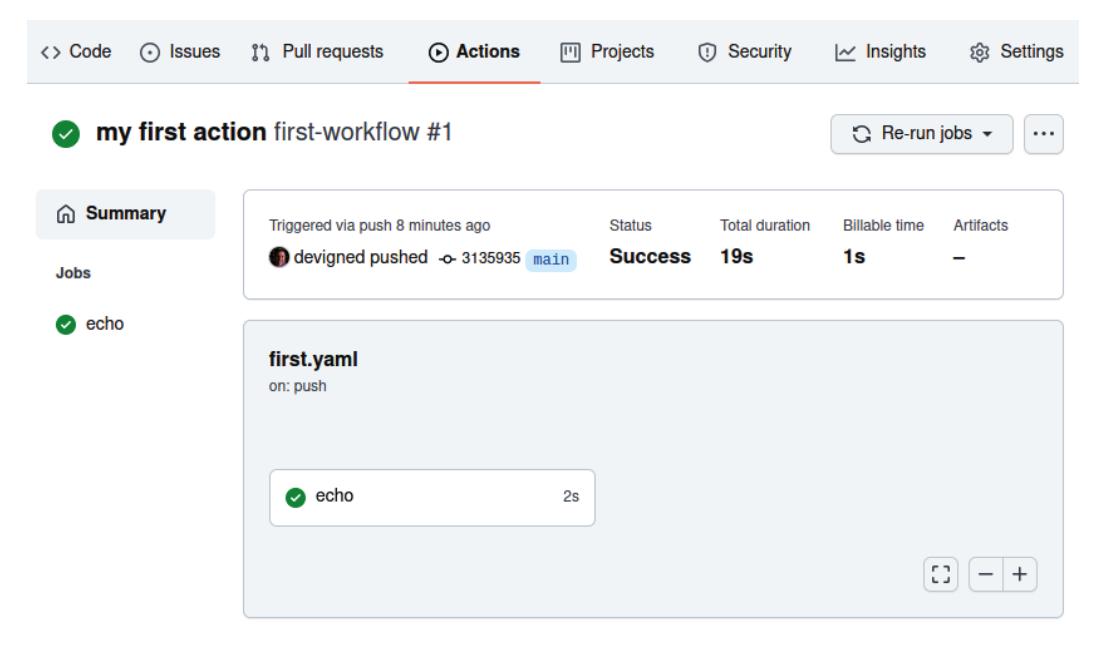 Code Issues Pull requests Actions Projects Security Insights Settings
my first action first-workflow #1
Re-run jobs
Summary
Jobs
echo
Triggered via push 8 minutes ago
devigned pushed 3135935 main
Status
Success
Total duration
19s
Billable time
1s
Artifacts
–
first.yaml
on: push
echo 2s